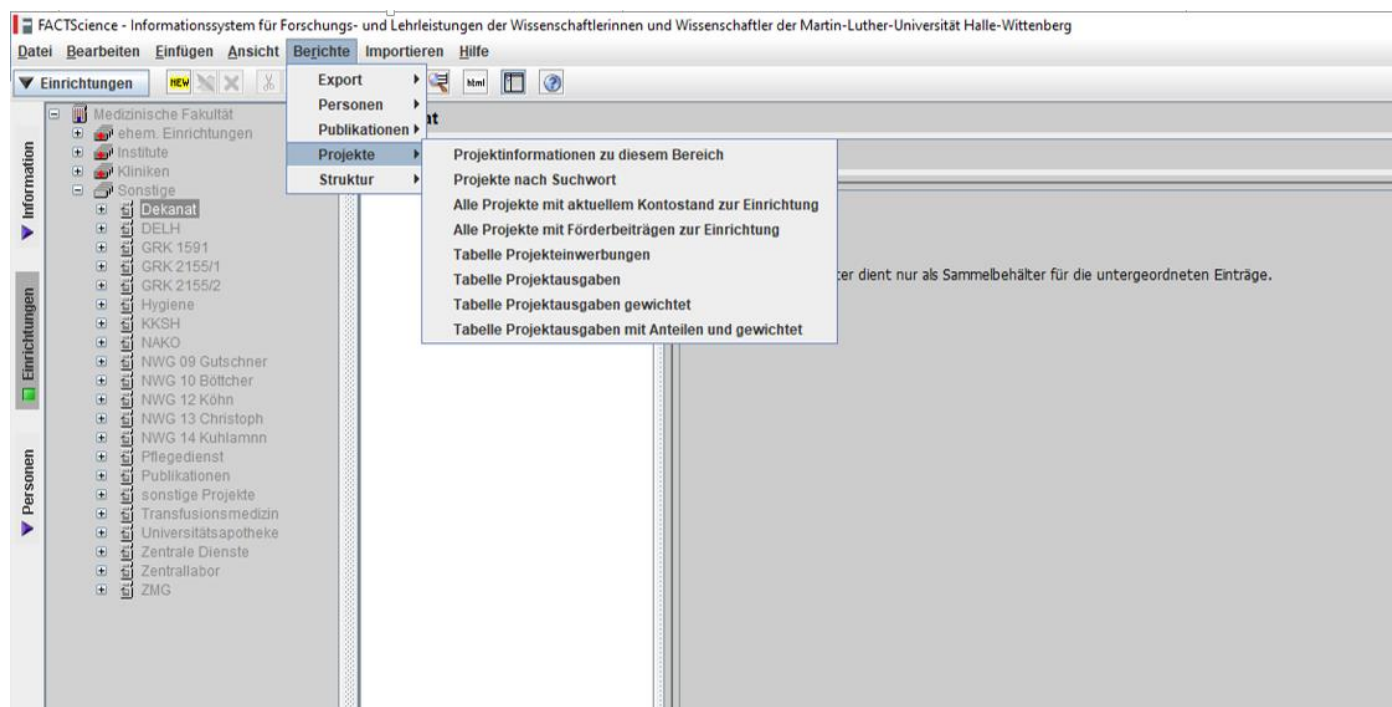 FACTScience - Informationssystem für Forschungs- und Lehrleistungen der Wissenschaftlerinnen und Wissenschaftler der Martin-Luther-Universität Halle-Wittenberg
Datei Bearbeiten Einfügen Ansicht Berichte Importieren Hilfe
Einrichtungen NEW html
Export
Personen
Publikationen
Projekte
Struktur
Projektinformationen zu diesem Bereich
Projekte nach Suchwort
Alle Projekte mit aktuellem Kontostand zur Einrichtung
Alle Projekte mit Förderbeiträgen zur Einrichtung
Tabelle Projekteinwerbungen
Tabelle Projektausgaben
Tabelle Projektausgaben gewichtet
Tabelle Projektausgaben mit Anteilen und gewichtet
Information
Einrichtungen
Personen
Medizinische Fakultät
ehem. Einrichtungen
Institute
Kliniken
Sonstige
Dekanat
DELH
GRK 1591
GRK 2155/1
GRK 2155/2
Hygiene
KKSH
NAKO
NWG 09 Gutschner
NWG 10 Böttcher
NWG 12 Köhn
NWG 13 Christoph
NWG 14 Kuhlamnn
Pflegedienst
Publikationen
sonstige Projekte
Transfusionsmedizin
Universitätsapotheke
Zentrale Dienste
Zentrallabor
ZMG
dient nur als Sammelbehälter für die untergeordneten Einträge.